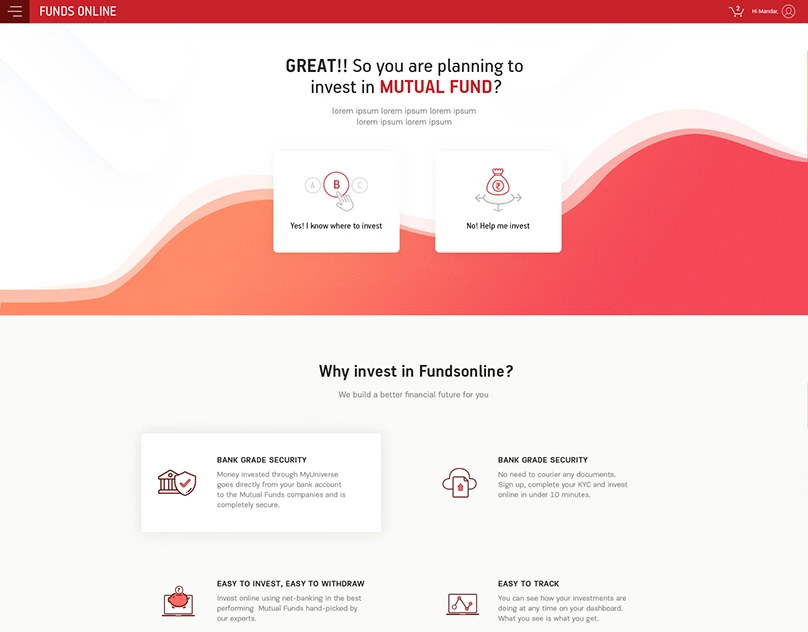 FUNDS ONLINE
2
Hi Mandar,
GREAT!! So you are planning to
invest in MUTUAL FUND?
lorem ipsum lorem ipsum lorem ipsum
lorem ipsum lorem ipsum
A B C
Yes! I know where to invest
₹
No! Help me invest
Why invest in Fundsonline?
We build a better financial future for you
BANK GRADE SECURITY
Money invested through MyUniverse
goes directly from your bank account
to the Mutual Funds companies and is
completely secure.
BANK GRADE SECURITY
No need to courier any documents.
Sign up, complete your KYC and invest
online in under 10 minutes.
EASY TO INVEST, EASY TO WITHDRAW
₹
Invest online using net-banking in the best
performing Mutual Funds hand-picked by
our experts.
EASY TO TRACK
You can see how your investments are
doing at any time on your dashboard.
What you see is what you get.